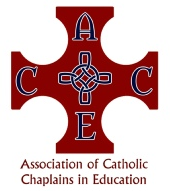 A
C C
E
Association of Catholic
Chaplains in Education